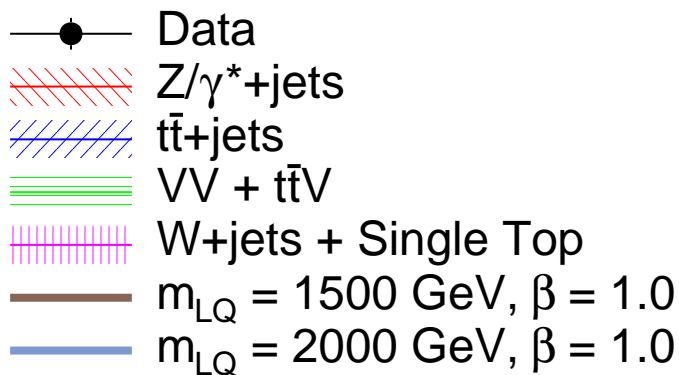 Data
Z/γ*+jets
tt̄+jets
VV + tt̄V
W+jets + Single Top
m_LQ = 1500 GeV, β = 1.0
m_LQ = 2000 GeV, β = 1.0